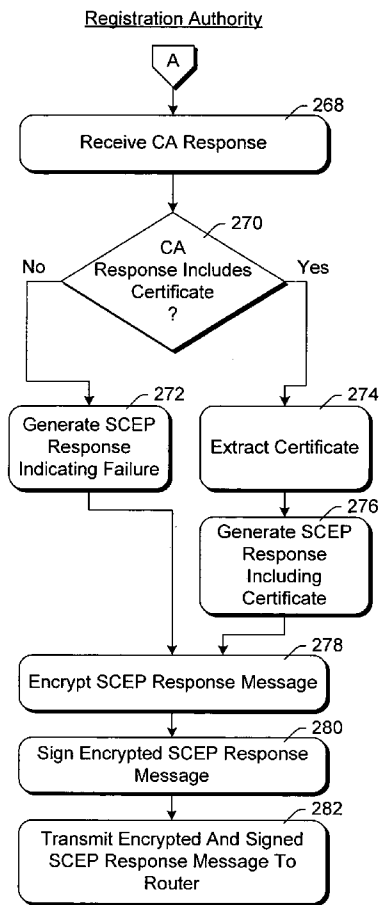 Registration Authority
A
268
Receive CA Response
270
CA
Response Includes
Certificate
?
No
Yes
272
Generate SCEP
Response
Indicating Failure
274
Extract Certificate
276
Generate SCEP
Response
Including
Certificate
278
Encrypt SCEP Response Message
280
Sign Encrypted SCEP Response
Message
282
Transmit Encrypted And Signed
SCEP Response Message To
Router